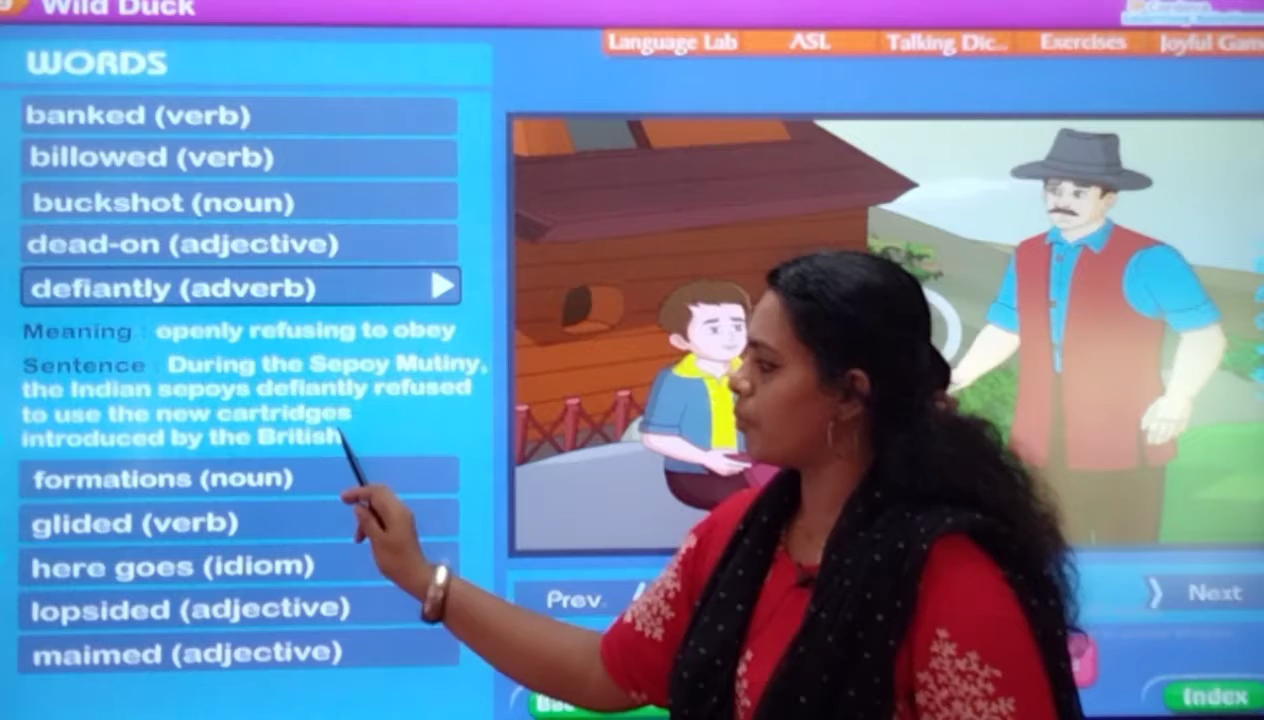 Wild Duck
Language Lab
ASL
Talking Dic..
Exercises
Joyful Gam
WORDS
banked (verb)
billowed (verb)
buckshot (noun)
dead-on (adjective)
defiantly (adverb)
Meaning : openly refusing to obey
Sentence : During the Sepoy Mutiny,
the Indian sepoys defiantly refused
to use the new cartridges
introduced by the British
formations (noun)
glided (verb)
here goes (idiom)
lopsided (adjective)
maimed (adjective)
Prev.
Next
Index